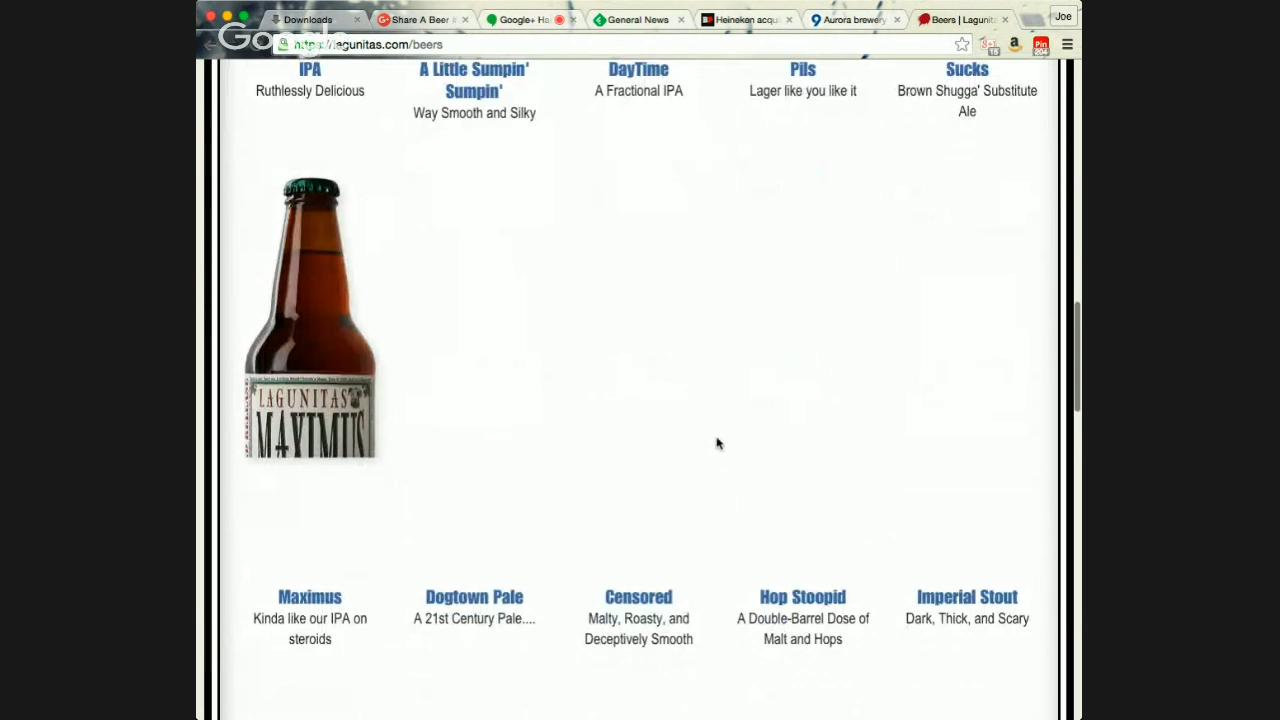 Downloads
Share A Beer
Google+ Ha
General News
Heineken acqu
Aurora brewery
Beers | Lagunit
Joe
Google
https://lagunitas.com/beers
IPA
Ruthlessly Delicious
A Little Sumpin'
Sumpin'
Way Smooth and Silky
DayTime
A Fractional IPA
Pils
Lager like you like it
Sucks
Brown Shugga' Substitute
Ale
LAGUNITAS
MAXIMUS
Maximus
Kinda like our IPA on
steroids
Dogtown Pale
A 21st Century Pale....
Censored
Malty, Roasty, and
Deceptively Smooth
Hop Stoopid
A Double-Barrel Dose of
Malt and Hops
Imperial Stout
Dark, Thick, and Scary